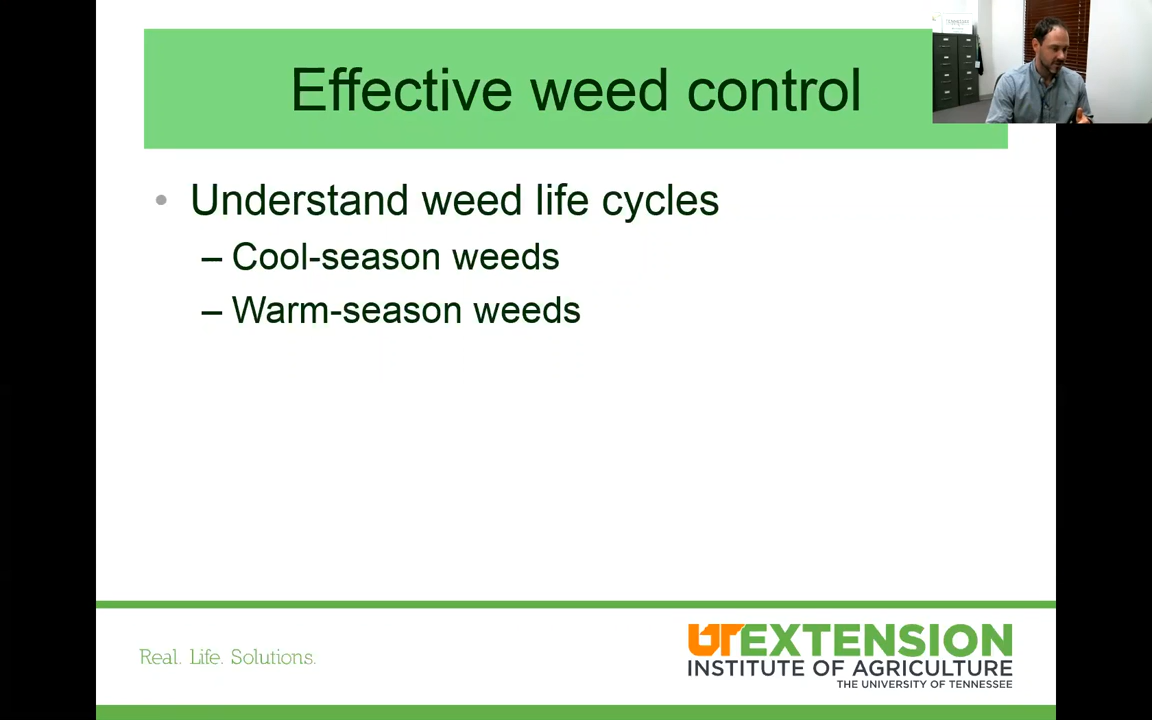 Effective weed control
• Understand weed life cycles
– Cool-season weeds
– Warm-season weeds
Real. Life. Solutions.
UTEXTENSION
INSTITUTE OF AGRICULTURE
THE UNIVERSITY OF TENNESSEE